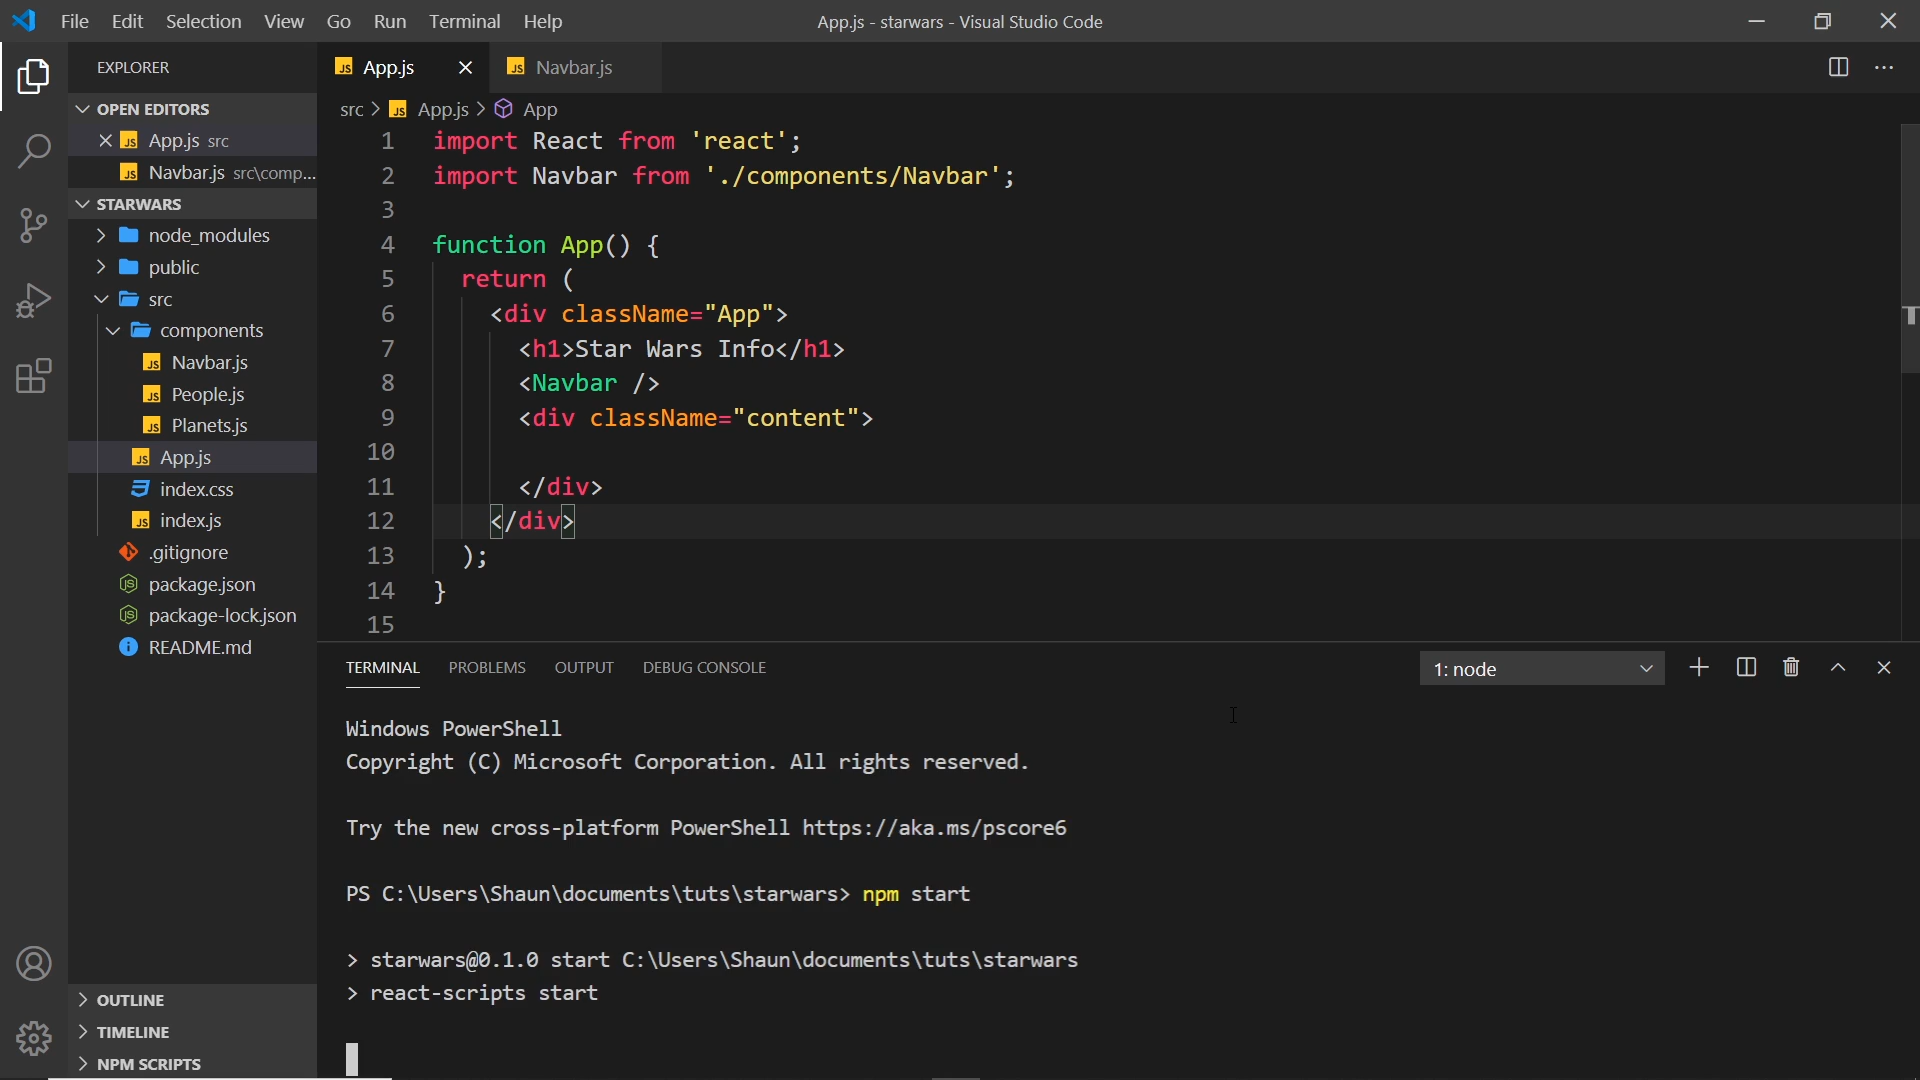 File Edit Selection View Go Run Terminal Help
App.js - starwars - Visual Studio Code
EXPLORER
OPEN EDITORS
App.js src
Navbar.js src\comp...
STARWARS
node_modules
public
src
components
Navbar.js
People.js
Planets.js
App.js
index.css
index.js
.gitignore
package.json
package-lock.json
README.md
OUTLINE
TIMELINE
NPM SCRIPTS
App.js
Navbar.js
src > App.js > App
1 import React from 'react';
2 import Navbar from './components/Navbar';
3
4 function App() {
5 return (
6 <div className="App">
7 <h1>Star Wars Info</h1>
8 <Navbar />
9 <div className="content">
10
11 </div>
12 </div>
13 );
14 }
15
TERMINAL PROBLEMS OUTPUT DEBUG CONSOLE
1: node
Windows PowerShell
Copyright (C) Microsoft Corporation. All rights reserved.
Try the new cross-platform PowerShell https://aka.ms/pscore6
PS C:\Users\Shaun\documents\tuts\starwars> npm start
> starwars@0.1.0 start C:\Users\Shaun\documents\tuts\starwars
> react-scripts start